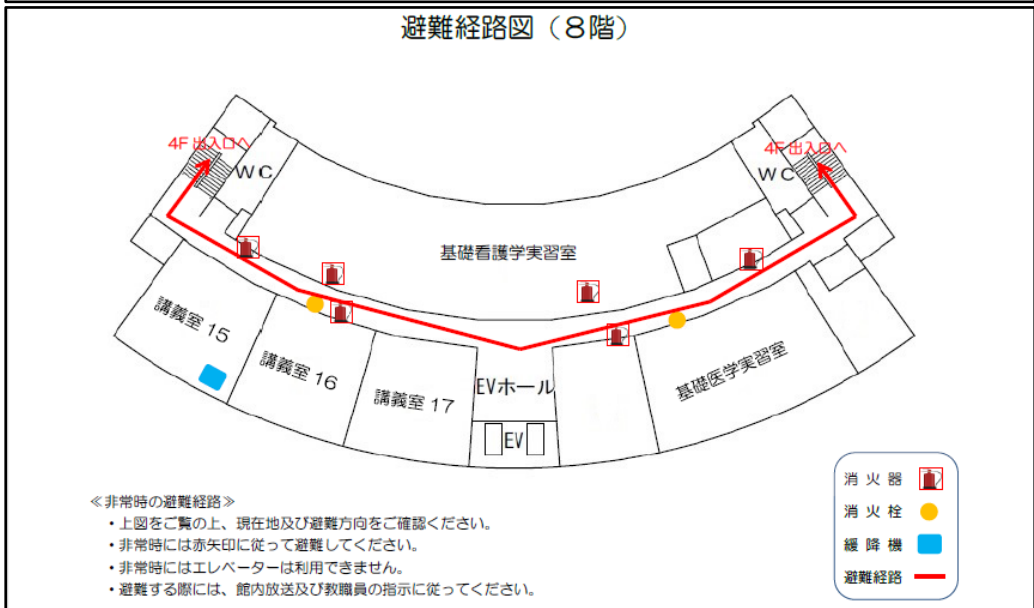 避難経路図（８階）
4F 出入口へ
4F 出入口へ
WC
WC
基礎看護学実習室
講義室 15
講義室 16
講義室 17
EVホール
EV
基礎医学実習室
≪非常時の避難経路≫
・上図をご覧の上、現在地及び避難方向をご確認ください。
・非常時には赤矢印に従って避難してください。
・非常時にはエレベーターは利用できません。
・避難する際には、館内放送及び教職員の指示に従ってください。
消 火 器
消 火 栓
緩 降 機
避難経路